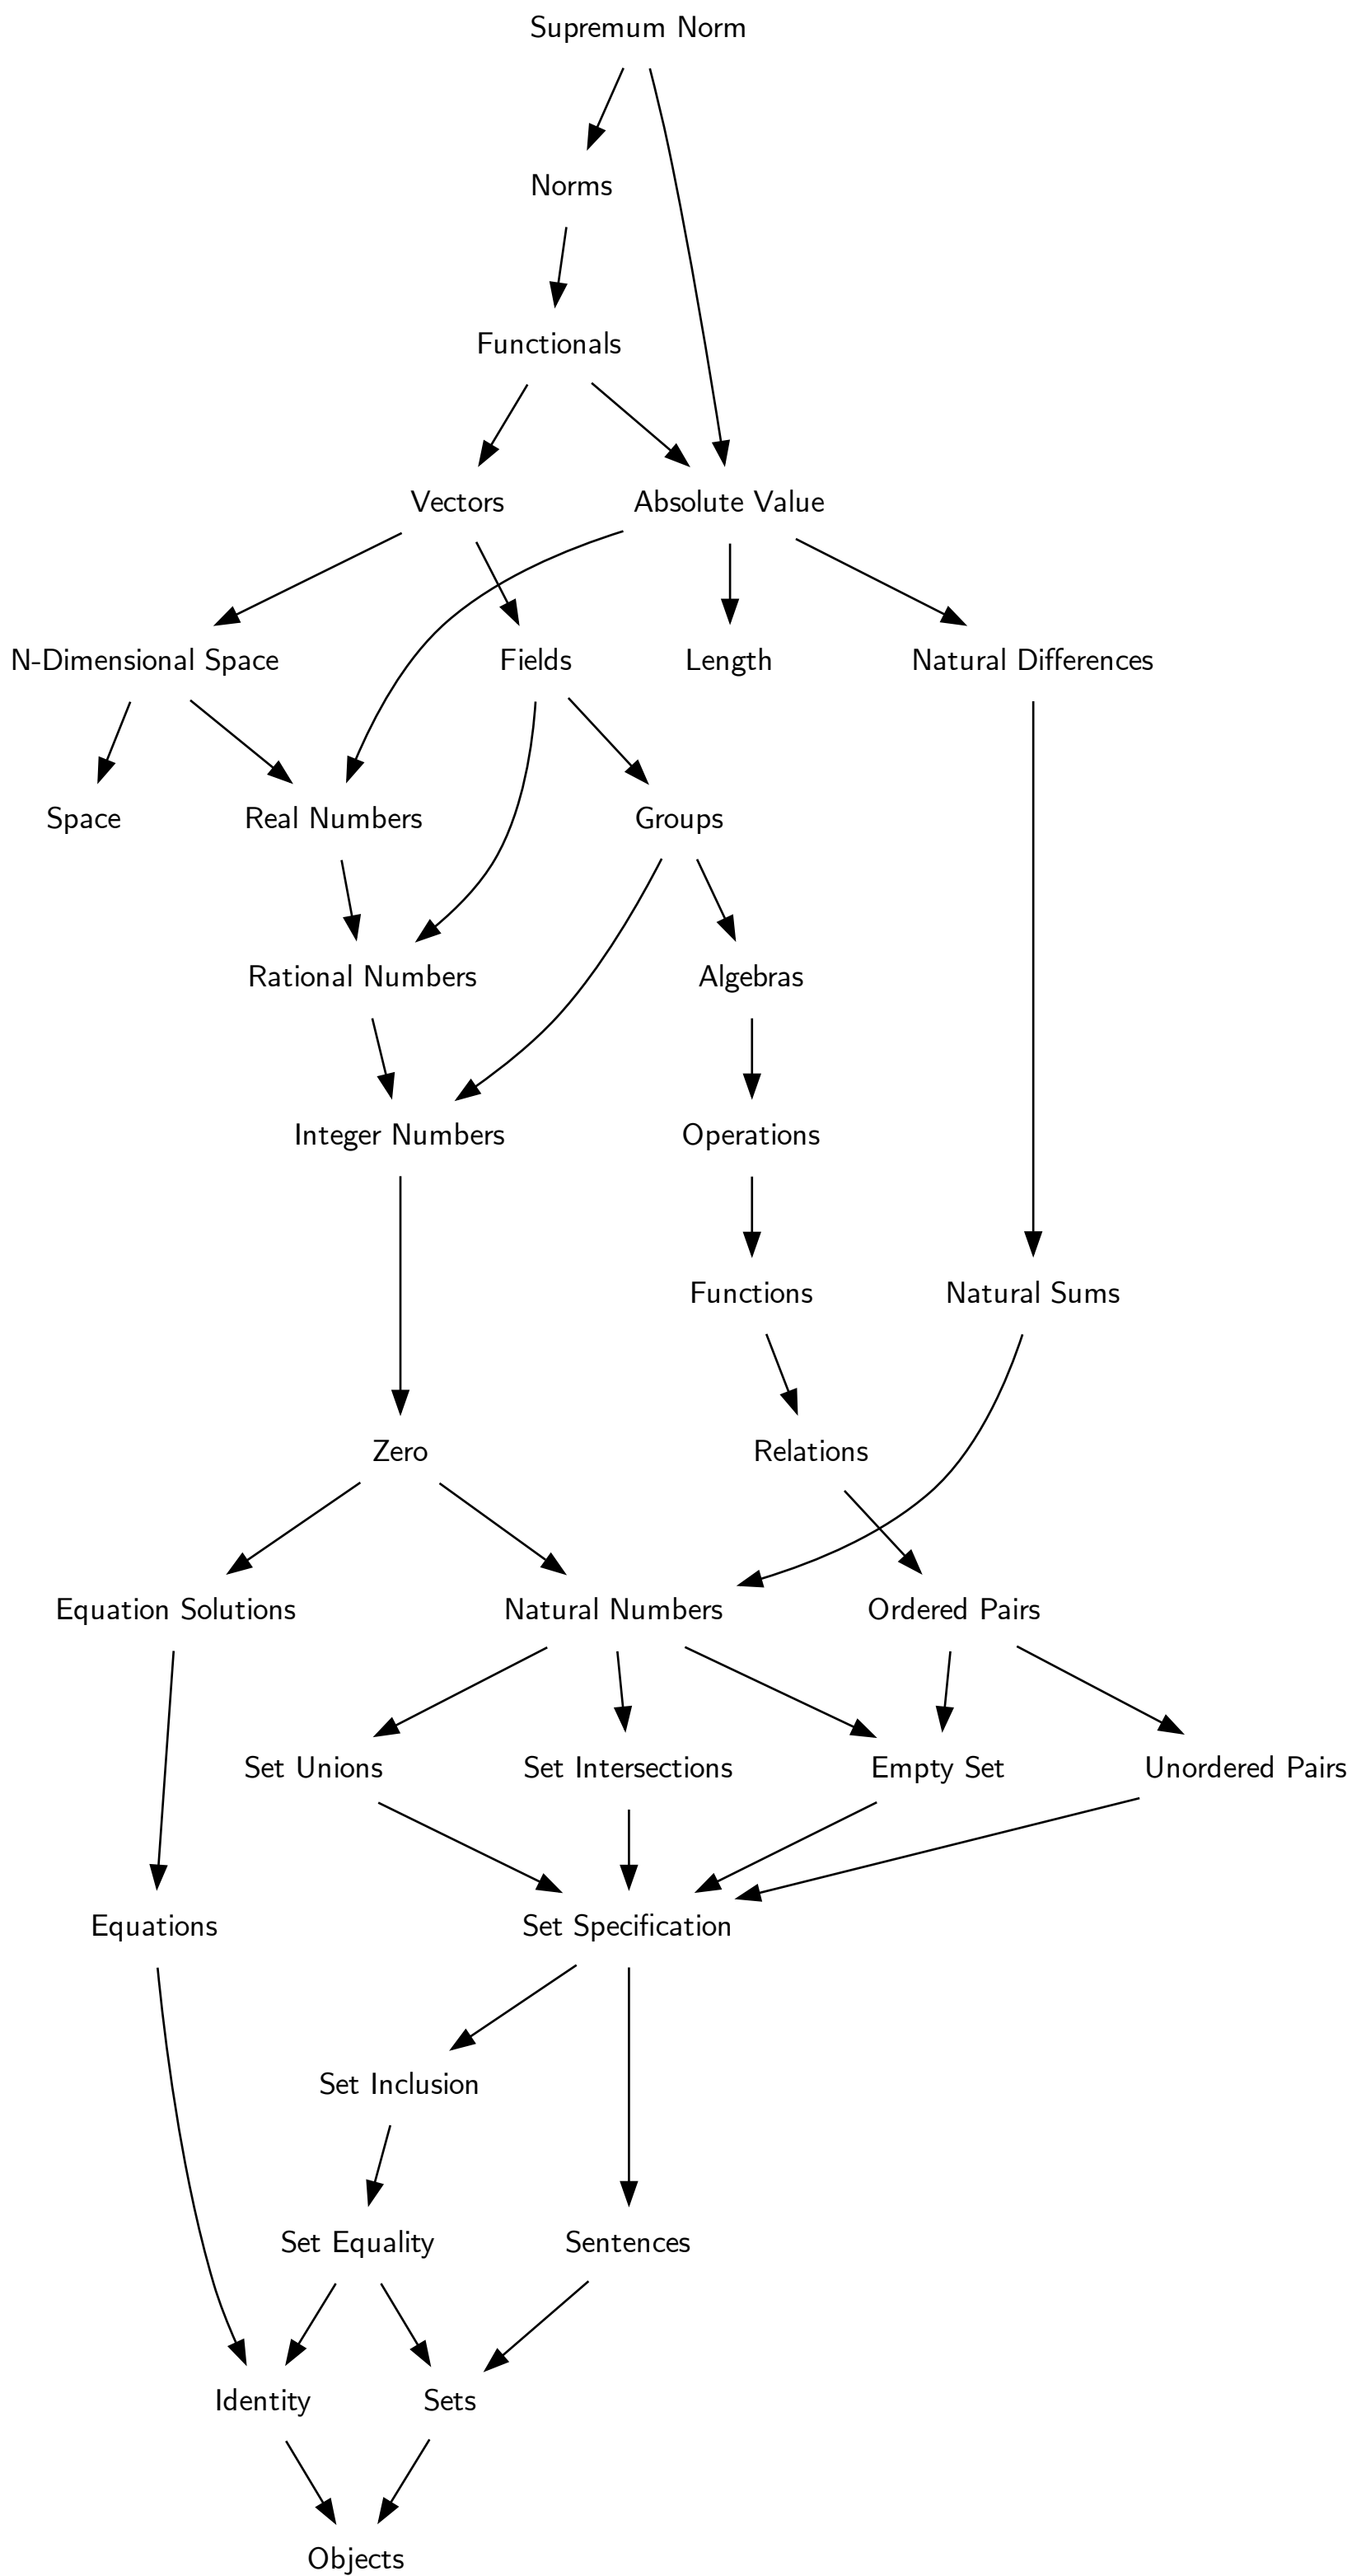 Supremum Norm
Norms
Functionals
Vectors
Absolute Value
N-Dimensional Space
Fields
Length
Natural Differences
Space
Real Numbers
Groups
Rational Numbers
Algebras
Integer Numbers
Operations
Functions
Natural Sums
Zero
Relations
Equation Solutions
Natural Numbers
Ordered Pairs
Set Unions
Set Intersections
Empty Set
Unordered Pairs
Equations
Set Specification
Set Inclusion
Set Equality
Sentences
Identity
Sets
Objects